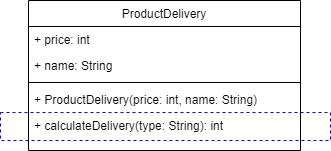 ProductDelivery
+ price: int
+ name: String
+ ProductDelivery(price: int, name: String)
+ calculateDelivery(type: String): int